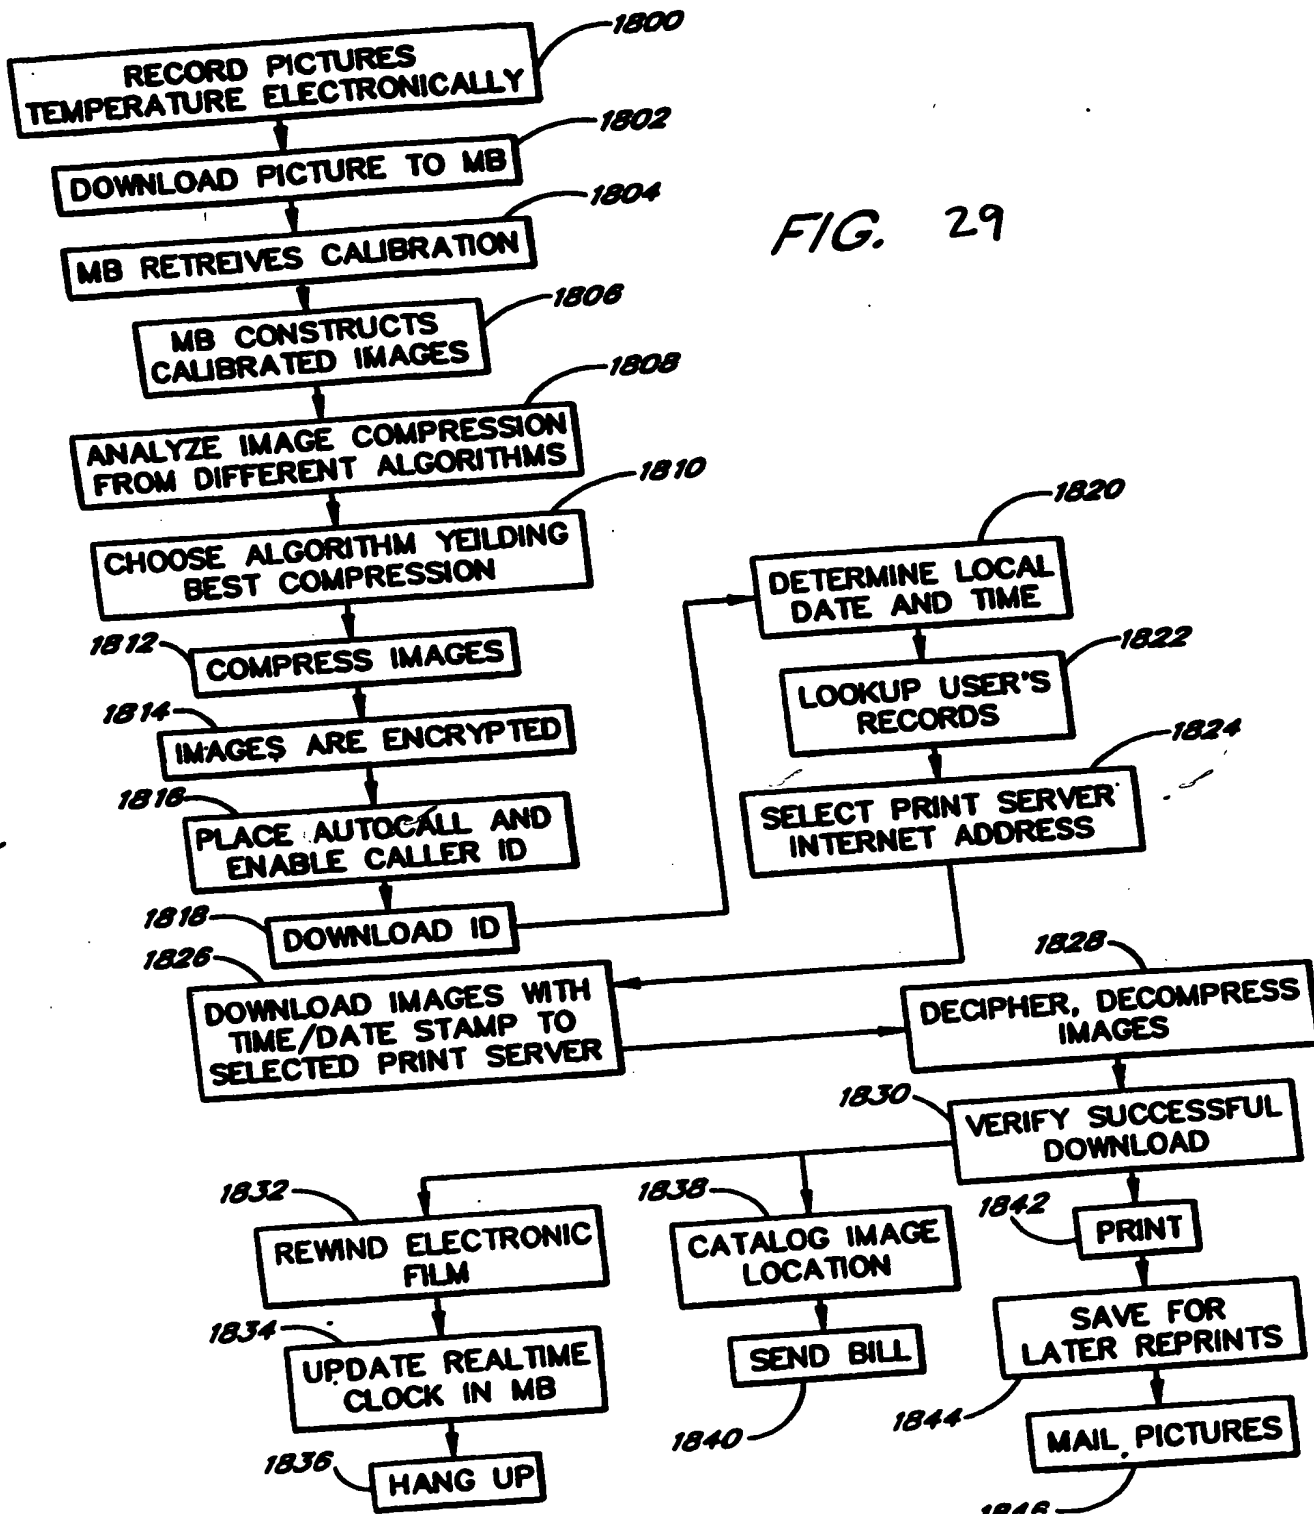 1800
RECORD PICTURES
TEMPERATURE ELECTRONICALLY
1802
DOWNLOAD PICTURE TO MB
1804
MB RETREIVES CALIBRATION
FIG. 29
1806
MB CONSTRUCTS
CALIBRATED IMAGES
1808
ANALYZE IMAGE COMPRESSION
FROM DIFFERENT ALGORITHMS
1810
CHOOSE ALGORITHM YEILDING
BEST COMPRESSION
1812
COMPRESS IMAGES
1814
IMAGES ARE ENCRYPTED
1816
PLACE AUTOCALL AND
ENABLE CALLER ID
1818
DOWNLOAD ID
1820
DETERMINE LOCAL
DATE AND TIME
1822
LOOKUP USER'S
RECORDS
1824
SELECT PRINT SERVER
INTERNET ADDRESS
1826
DOWNLOAD IMAGES WITH
TIME/DATE STAMP TO
SELECTED PRINT SERVER
1828
DECIPHER, DECOMPRESS
IMAGES
1830
VERIFY SUCCESSFUL
DOWNLOAD
1832
REWIND ELECTRONIC
FILM
1834
UPDATE REALTIME
CLOCK IN MB
1836
HANG UP
1838
CATALOG IMAGE
LOCATION
SEND BILL
1840
1842
PRINT
SAVE FOR
LATER REPRINTS
1844
MAIL PICTURES
1846